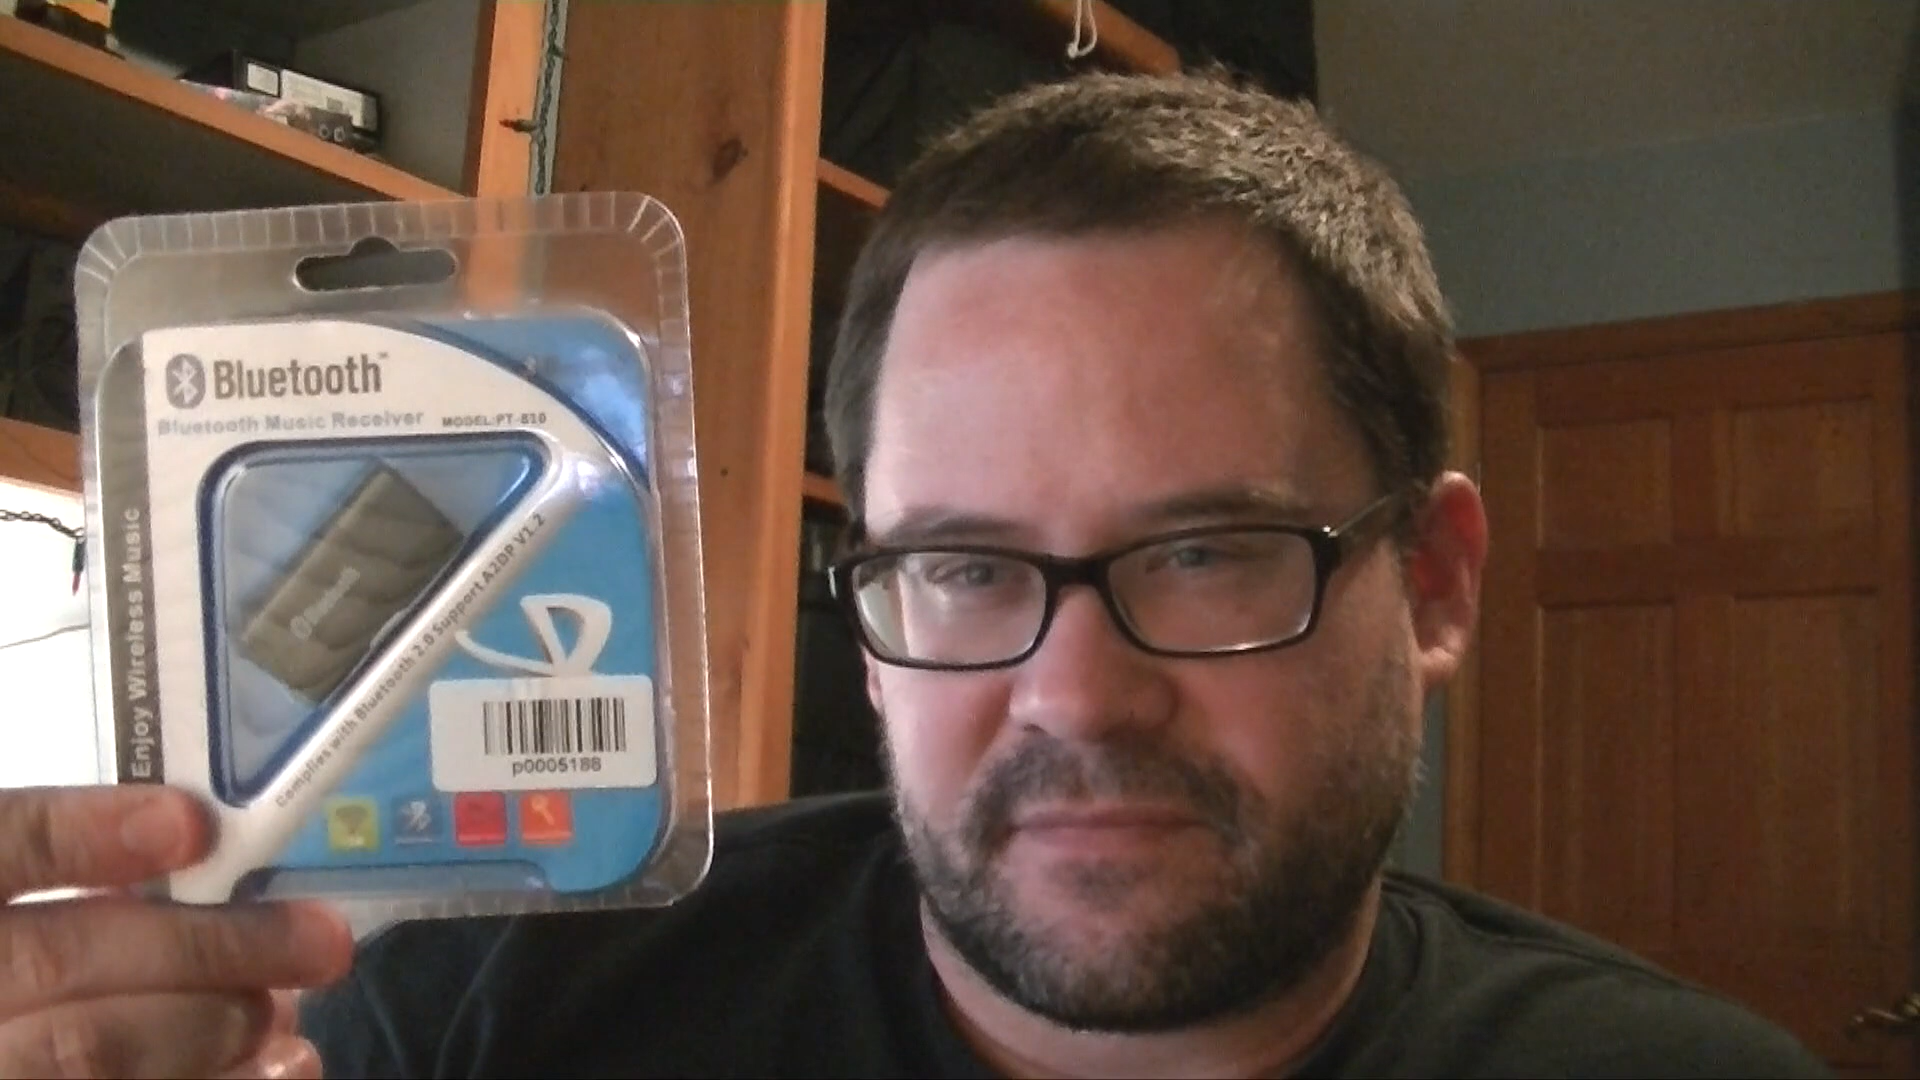 Bluetooth™
Bluetooth Music Receiver MODEL:PT-810
Enjoy Wireless Music
Bluetooth
Complies with Bluetooth 2.0 Support A2DP V1.2
p0005188